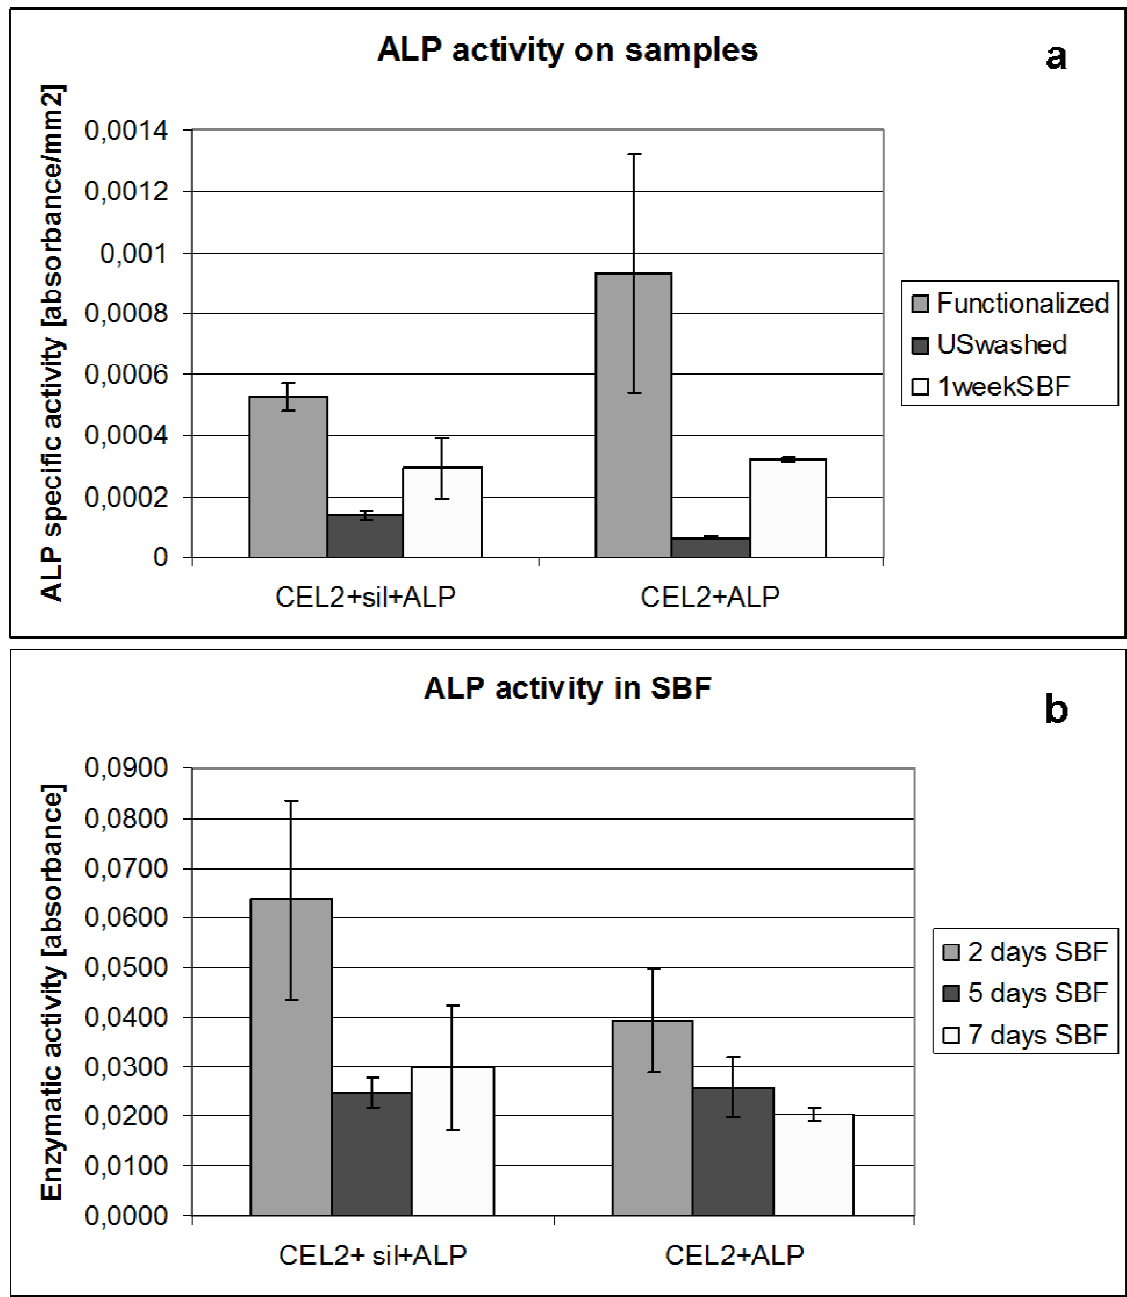 ALP activity on samples
a
ALP specific activity [absorbance/mm2]
0,0014
0,0012
0,001
0,0008
0,0006
0,0004
0,0002
0
CEL2+sil+ALP
CEL2+ALP
Functionalized
USwashed
1weekSBF
ALP activity in SBF
b
Enzymatic activity [absorbance]
0,0900
0,0800
0,0700
0,0600
0,0500
0,0400
0,0300
0,0200
0,0100
0,0000
CEL2+ sil+ALP
CEL2+ALP
2 days SBF
5 days SBF
7 days SBF